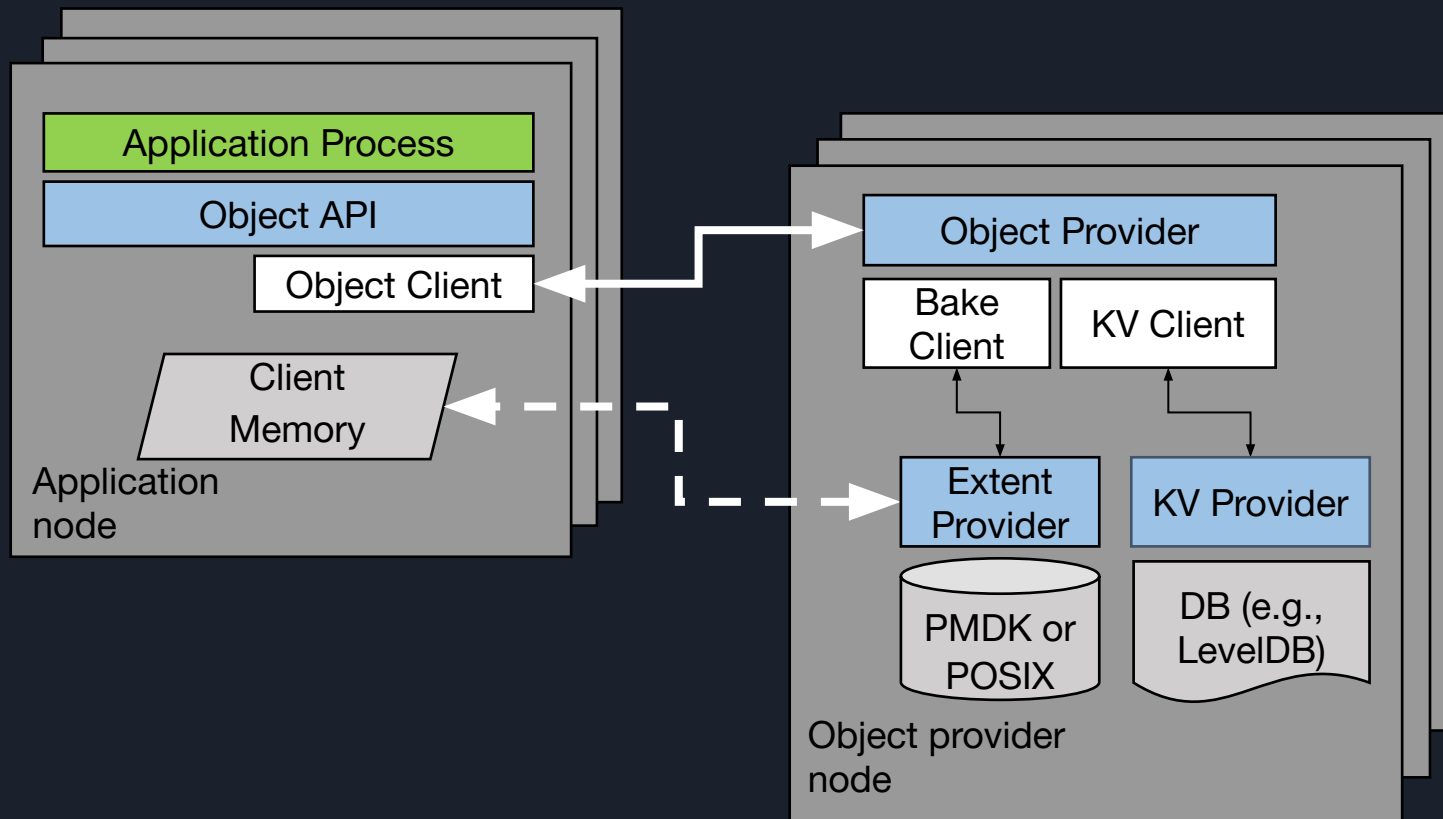 Application Process
Object API
Object Client
Client
Memory
Application
node
Object Provider
Bake
Client
KV Client
Extent
Provider
KV Provider
PMDK or
POSIX
DB (e.g.,
LevelDB)
Object provider
node